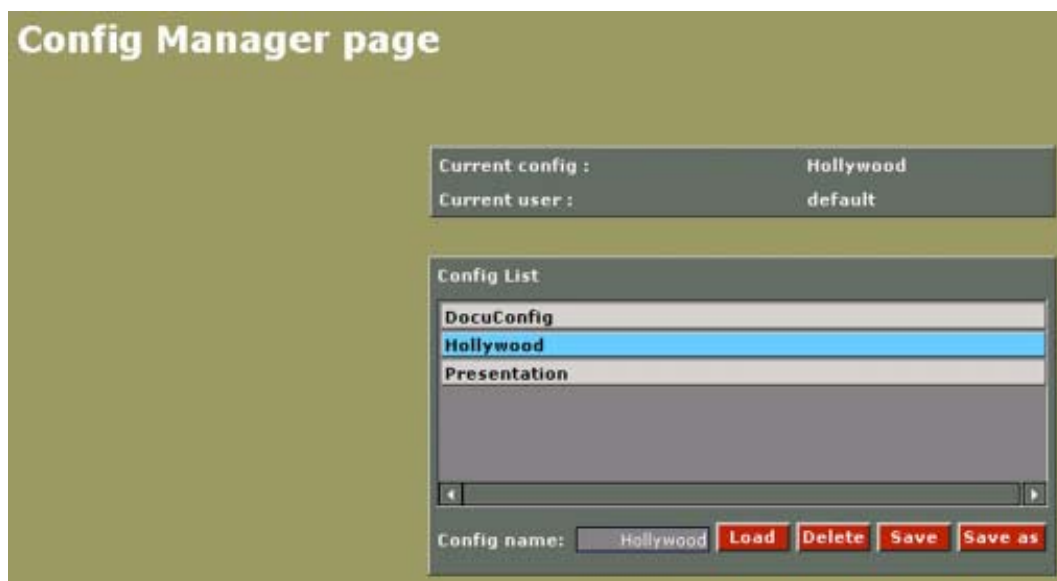 Config Manager page
Current config : Hollywood
Current user : default
Config List
DocuConfig
Hollywood
Presentation
Config name: Hollywood Load Delete Save Save as